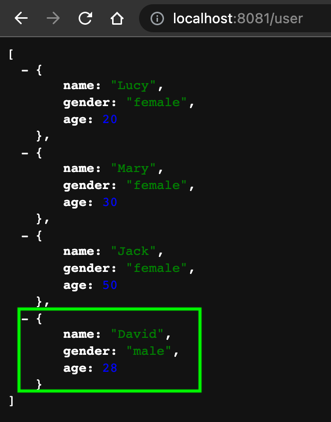 localhost:8081/user
[
- {
name: "Lucy",
gender: "female",
age: 20
},
- {
name: "Mary",
gender: "female",
age: 30
},
- {
name: "Jack",
gender: "female",
age: 50
},
- {
name: "David",
gender: "male",
age: 28
}
]